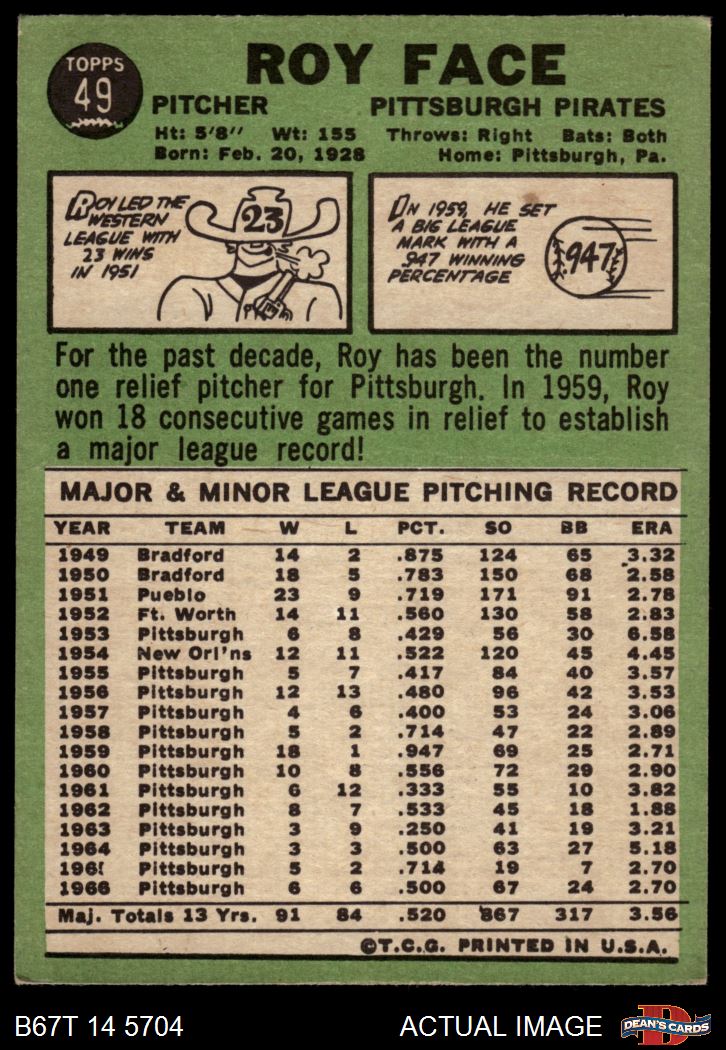 TOPPS
49
ROY FACE
PITCHER PITTSBURGH PIRATES
Ht: 5'8'' Wt: 155 Throws: Right Bats: Both
Born: Feb. 20, 1928 Home: Pittsburgh, Pa.
ROY LED THE
WESTERN
LEAGUE WITH
23 WINS
IN 1951
23
IN 1959, HE SET
A BIG LEAGUE
MARK WITH A
.947 WINNING
PERCENTAGE
.947
For the past decade, Roy has been the number
one relief pitcher for Pittsburgh. In 1959, Roy
won 18 consecutive games in relief to establish
a major league record!
MAJOR & MINOR LEAGUE PITCHING RECORD
YEAR TEAM W L PCT. SO BB ERA
1949 Bradford 14 2 .875 124 65 3.32
1950 Bradford 18 5 .783 150 68 2.58
1951 Pueblo 23 9 .719 171 91 2.78
1952 Ft. Worth 14 11 .560 130 58 2.83
1953 Pittsburgh 6 8 .429 56 30 6.58
1954 New Orl'ns 12 11 .522 120 45 4.45
1955 Pittsburgh 5 7 .417 84 40 3.57
1956 Pittsburgh 12 13 .480 96 42 3.53
1957 Pittsburgh 4 6 .400 53 24 3.06
1958 Pittsburgh 5 2 .714 47 22 2.89
1959 Pittsburgh 18 1 .947 69 25 2.71
1960 Pittsburgh 10 8 .556 72 29 2.90
1961 Pittsburgh 6 12 .333 55 10 3.82
1962 Pittsburgh 8 7 .533 45 18 1.88
1963 Pittsburgh 3 9 .250 41 19 3.21
1964 Pittsburgh 3 3 .500 63 27 5.18
1965 Pittsburgh 5 2 .714 19 7 2.70
1966 Pittsburgh 6 6 .500 67 24 2.70
Maj. Totals 13 Yrs. 91 84 .520 867 317 3.56
©T.C.G. PRINTED IN U.S.A.
B67T 14 5704 ACTUAL IMAGE
D
DEAN'S CARDS